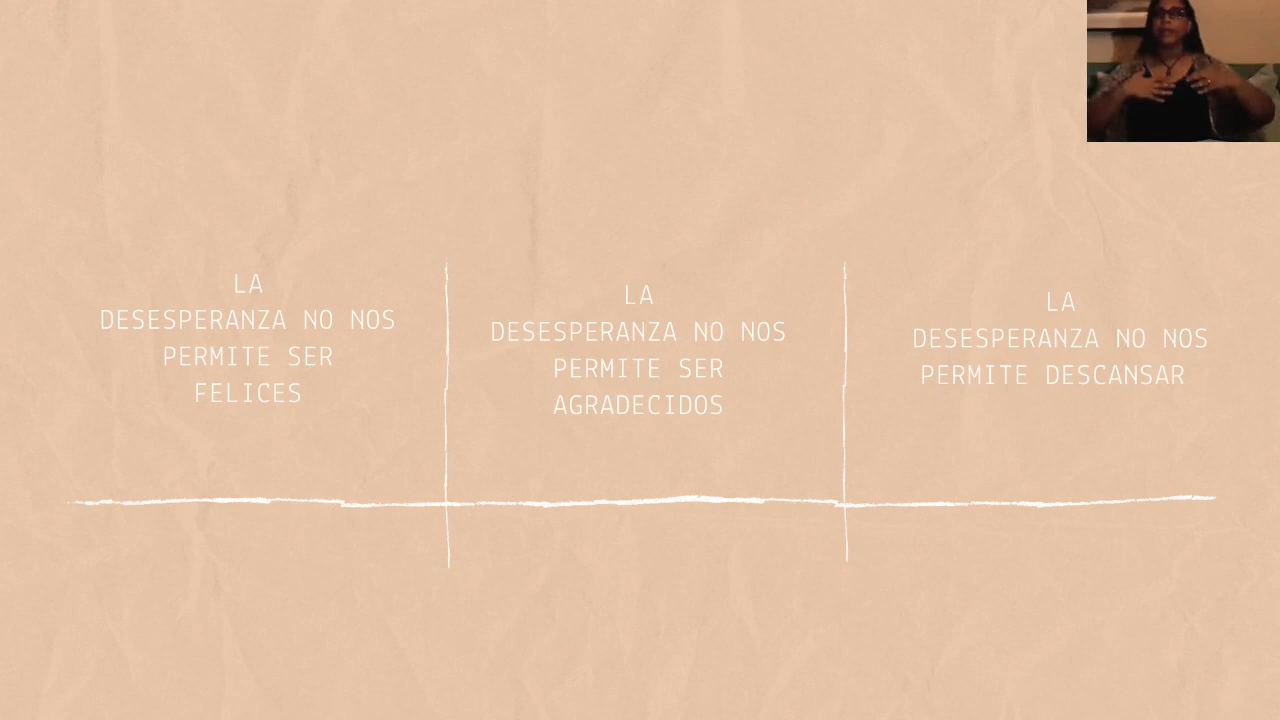 LA
DESESPERANZA NO NOS
PERMITE SER
FELICES
LA
DESESPERANZA NO NOS
PERMITE SER
AGRADECIDOS
LA
DESESPERANZA NO NOS
PERMITE DESCANSAR